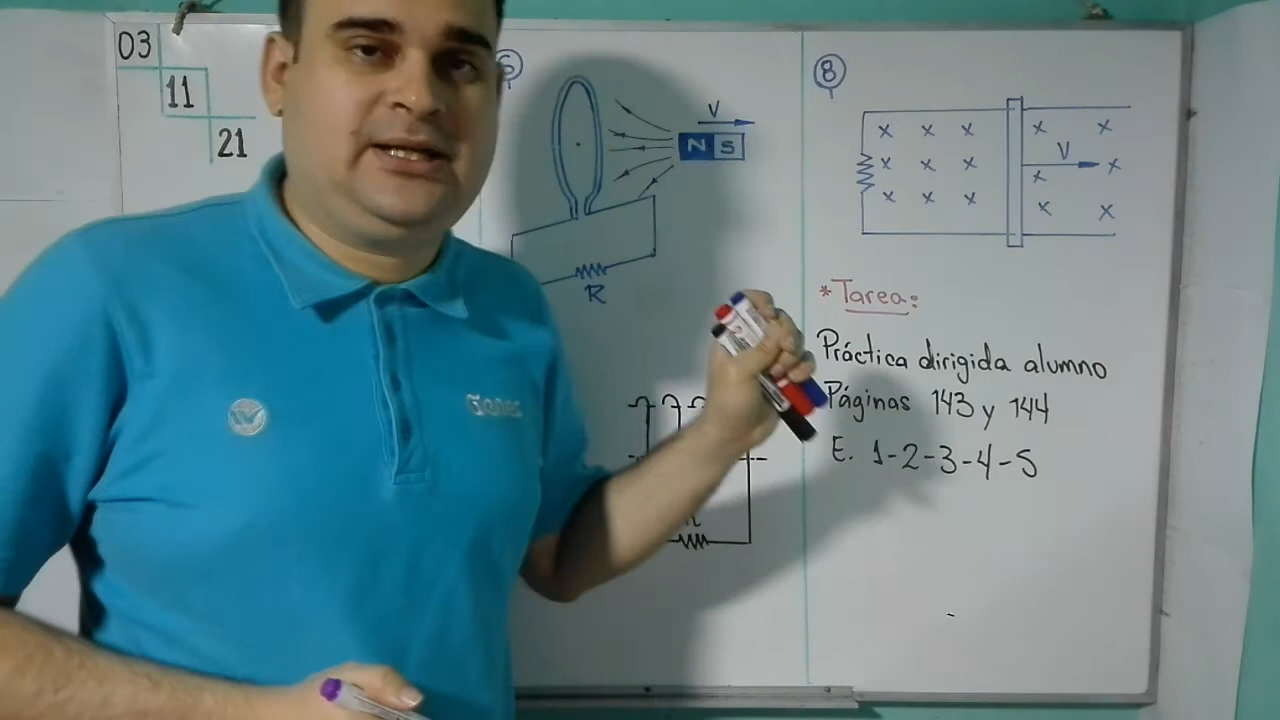 03
11
21
6
V
N S
R
8
V
*Tarea:
Práctica dirigida alumno
Páginas 143 y 144
E. 1-2-3-4-5